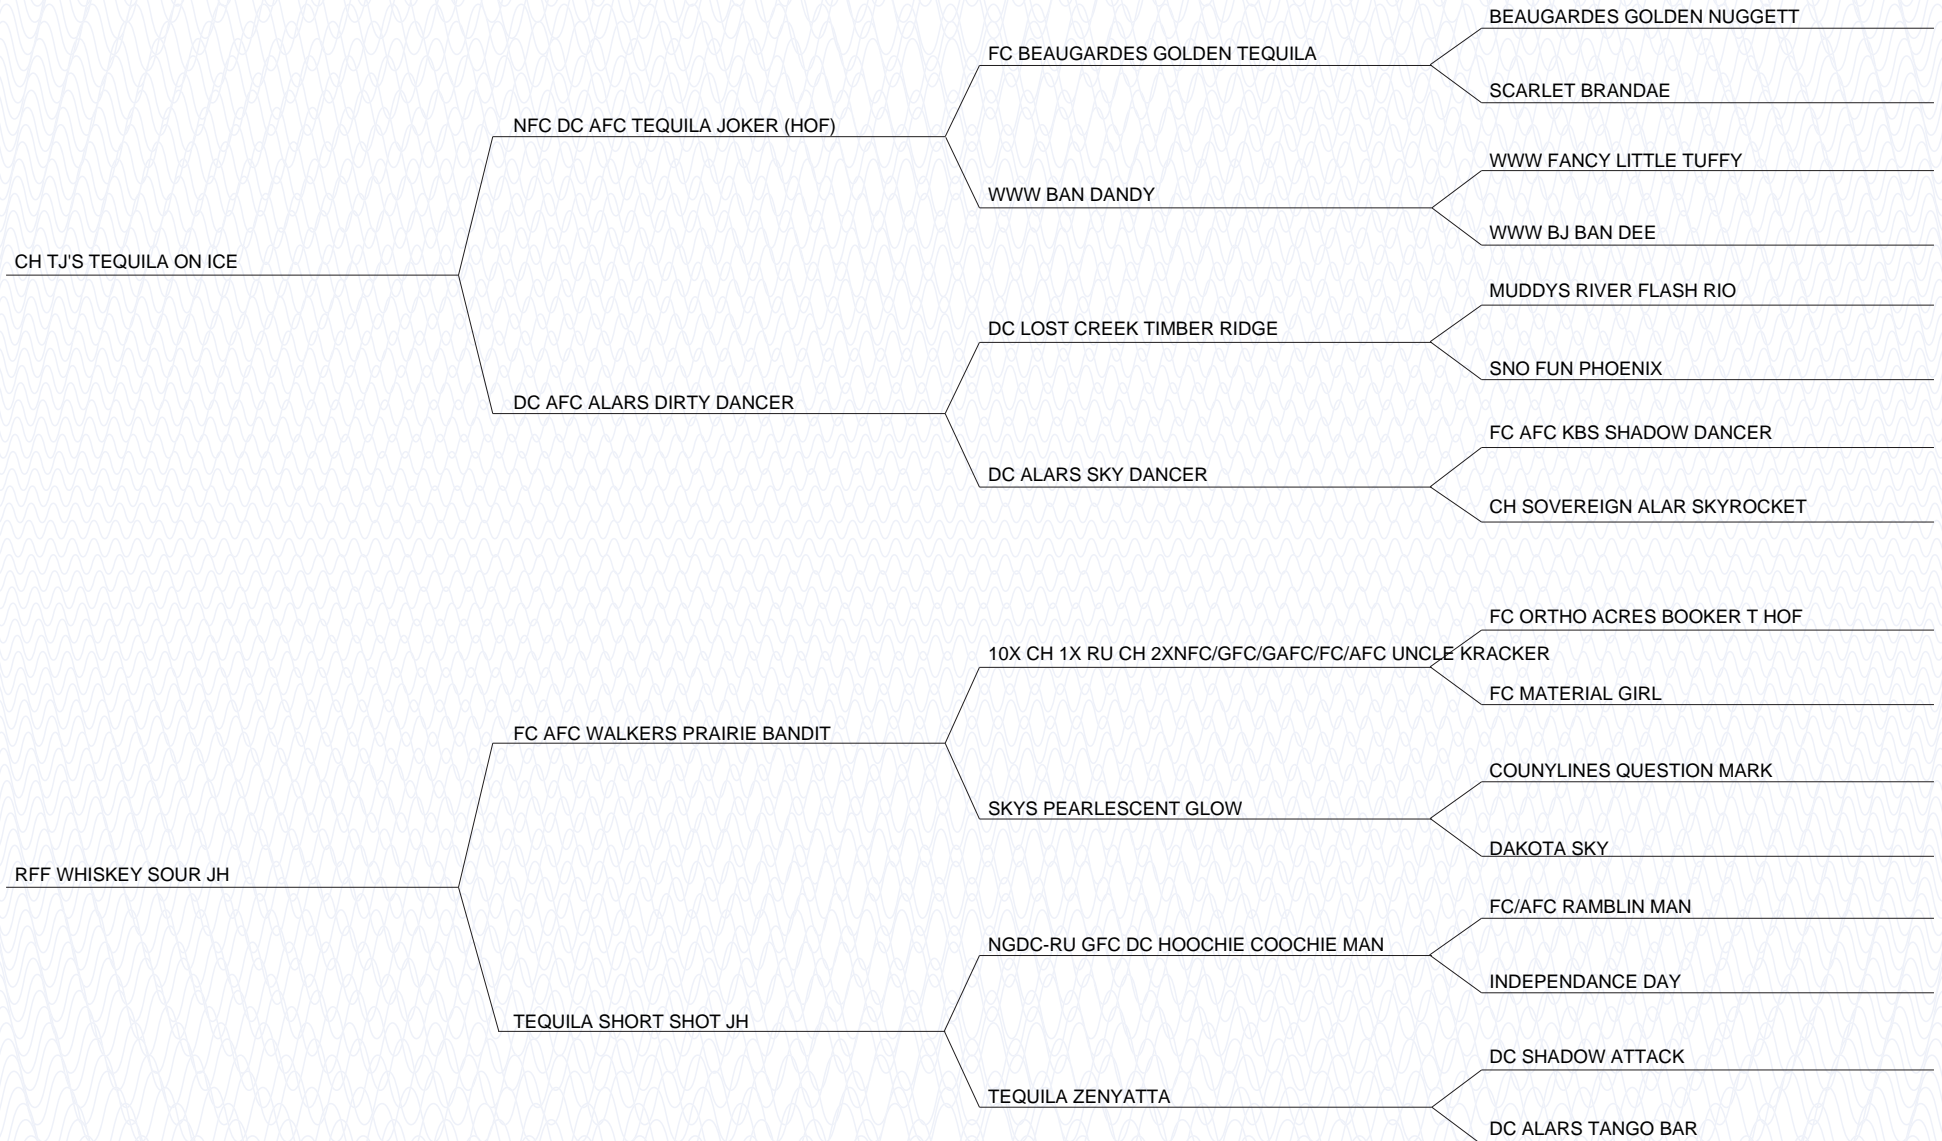 BEAUGARDES GOLDEN NUGGETT
FC BEAUGARDES GOLDEN TEQUILA
SCARLET BRANDAE
NFC DC AFC TEQUILA JOKER (HOF)
WWW FANCY LITTLE TUFFY
WWW BAN DANDY
WWW BJ BAN DEE
CH TJ'S TEQUILA ON ICE
MUDDYS RIVER FLASH RIO
DC LOST CREEK TIMBER RIDGE
SNO FUN PHOENIX
DC AFC ALARS DIRTY DANCER
FC AFC KBS SHADOW DANCER
DC ALARS SKY DANCER
CH SOVEREIGN ALAR SKYROCKET
FC ORTHO ACRES BOOKER T HOF
10X CH 1X RU CH 2XNFC/GFC/GAFC/FC/AFC UNCLE KRACKER
FC MATERIAL GIRL
FC AFC WALKERS PRAIRIE BANDIT
COUNYLINES QUESTION MARK
SKYS PEARLESCENT GLOW
DAKOTA SKY
RFF WHISKEY SOUR JH
FC/AFC RAMBLIN MAN
NGDC-RU GFC DC HOOCHIE COOCHIE MAN
INDEPENDANCE DAY
TEQUILA SHORT SHOT JH
DC SHADOW ATTACK
TEQUILA ZENYATTA
DC ALARS TANGO BAR